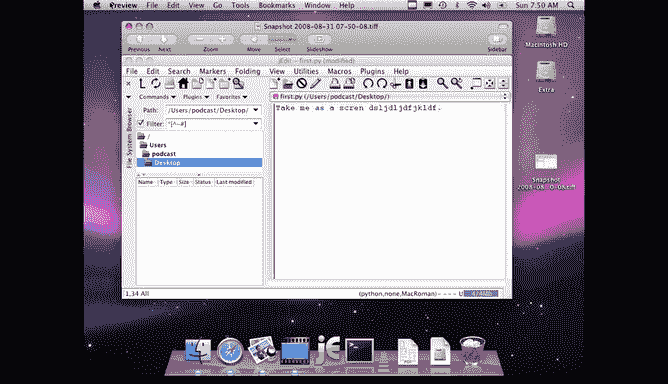 Preview File Edit View Go Tools Bookmarks Window Help Sun 7:50 AM
Snapshot 2008-08-31 07-50-08.tiff
Previous Next Zoom Move Select Slideshow Sidebar
jEdit - first.py (modified)
File Edit Search Markers Folding View Utilities Macros Plugins Help
Commands Plugins Favorites
first.py (/Users/podcast/Desktop/)
File System Browser
Path: /Users/podcast/Desktop/
Filter: *[^~#]
/
Users
podcast
Desktop
Name Type Size Status Last modified
Take me as a scren dsljdljdfjkldf.
1,34 All
(python,none,MacRoman)- - - - U
Macintosh HD
Extra
Snapshot
jE